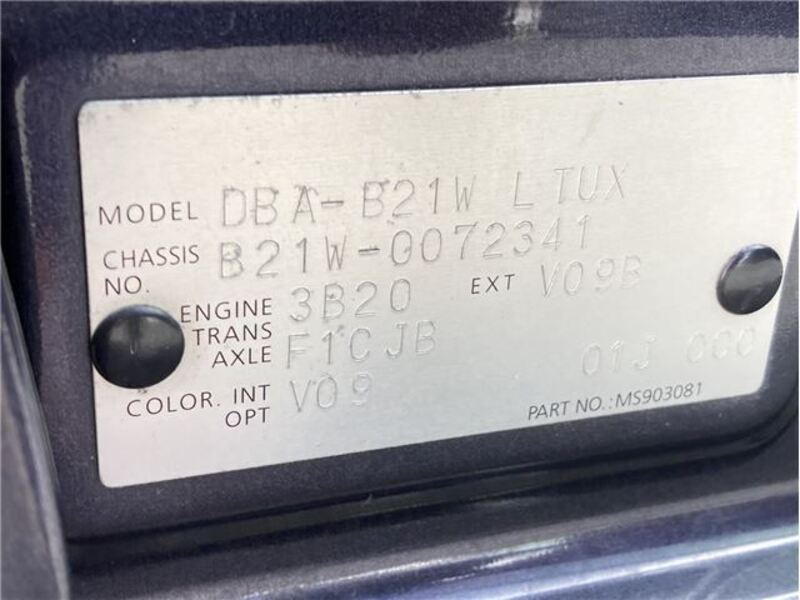 MODEL DBA-B21W LTUX
CHASSIS NO. B21W-0072341
ENGINE 3B20 EXT V09B
TRANS AXLE F1CJB
COLOR. INT V09
OPT 01J 000
PART NO.:MS903081